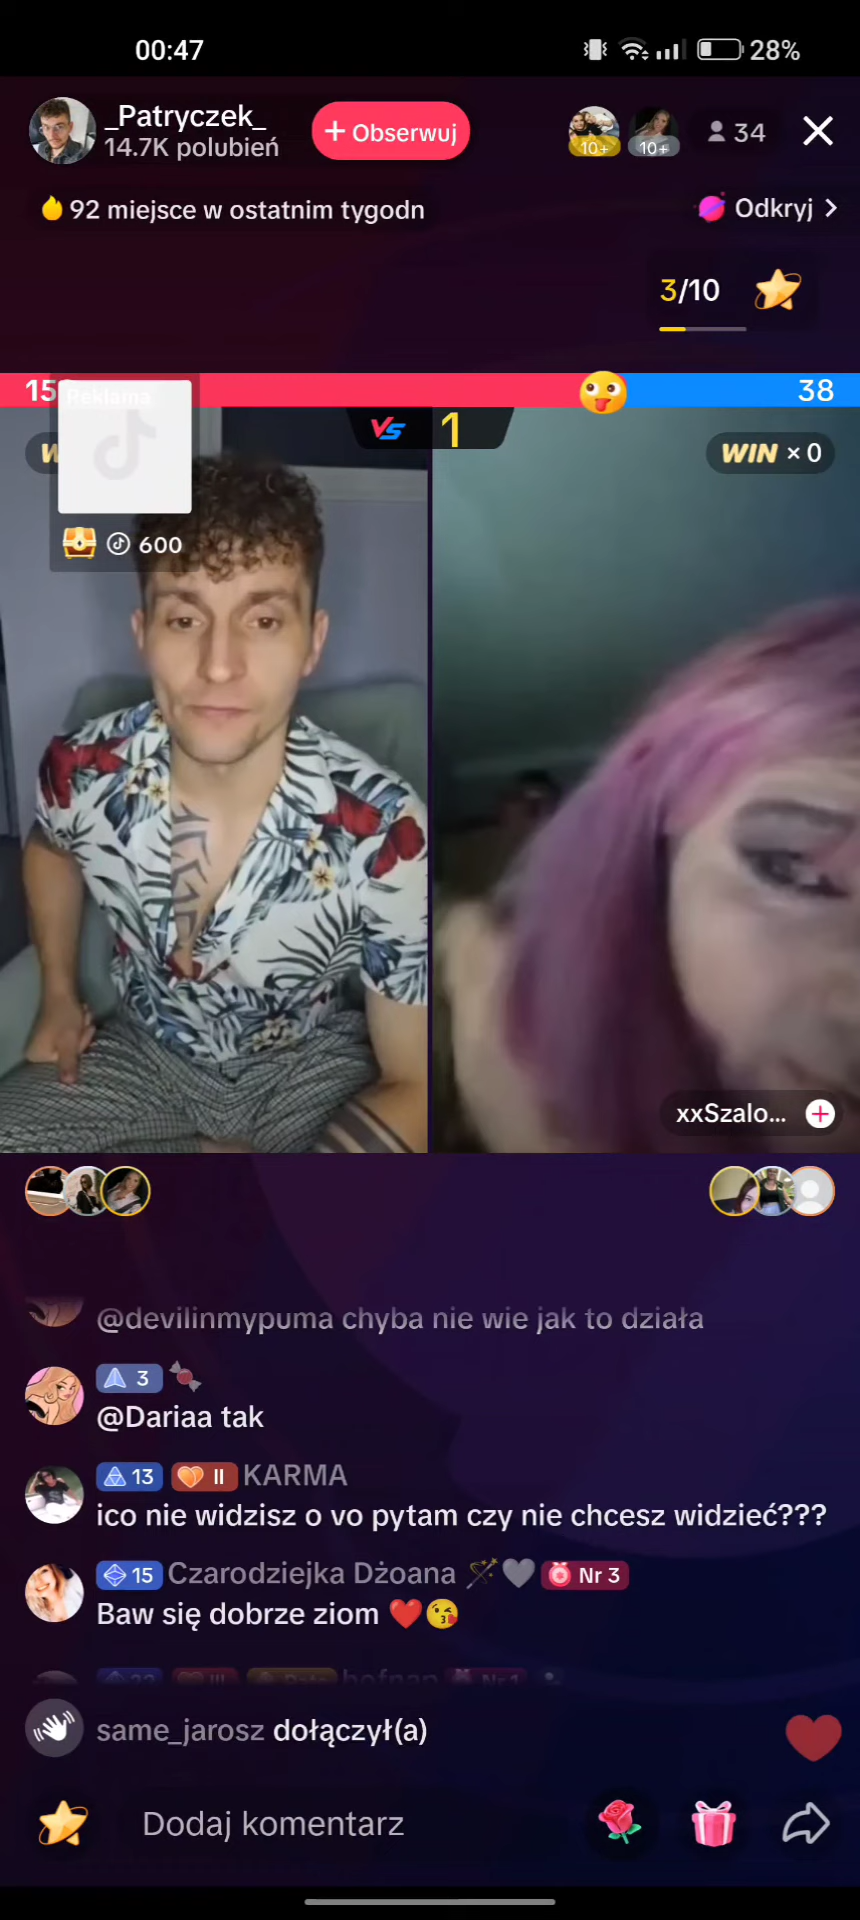 00:47
28%
_Patryczek_
14.7K polubień
+ Obserwuj
10+
10+
34
92 miejsce w ostatnim tygodn
Odkryj
3/10
15
Reklama
38
VS
1
WIN × 0
600
xxSzalo...
@devilinmypuma chyba nie wie jak to działa
3
@Dariaa tak
13 II KARMA
ico nie widzisz o vo pytam czy nie chcesz widzieć???
15 Czarodziejka Dżoana Nr 3
Baw się dobrze ziom
same_jarosz dołączył(a)
Dodaj komentarz